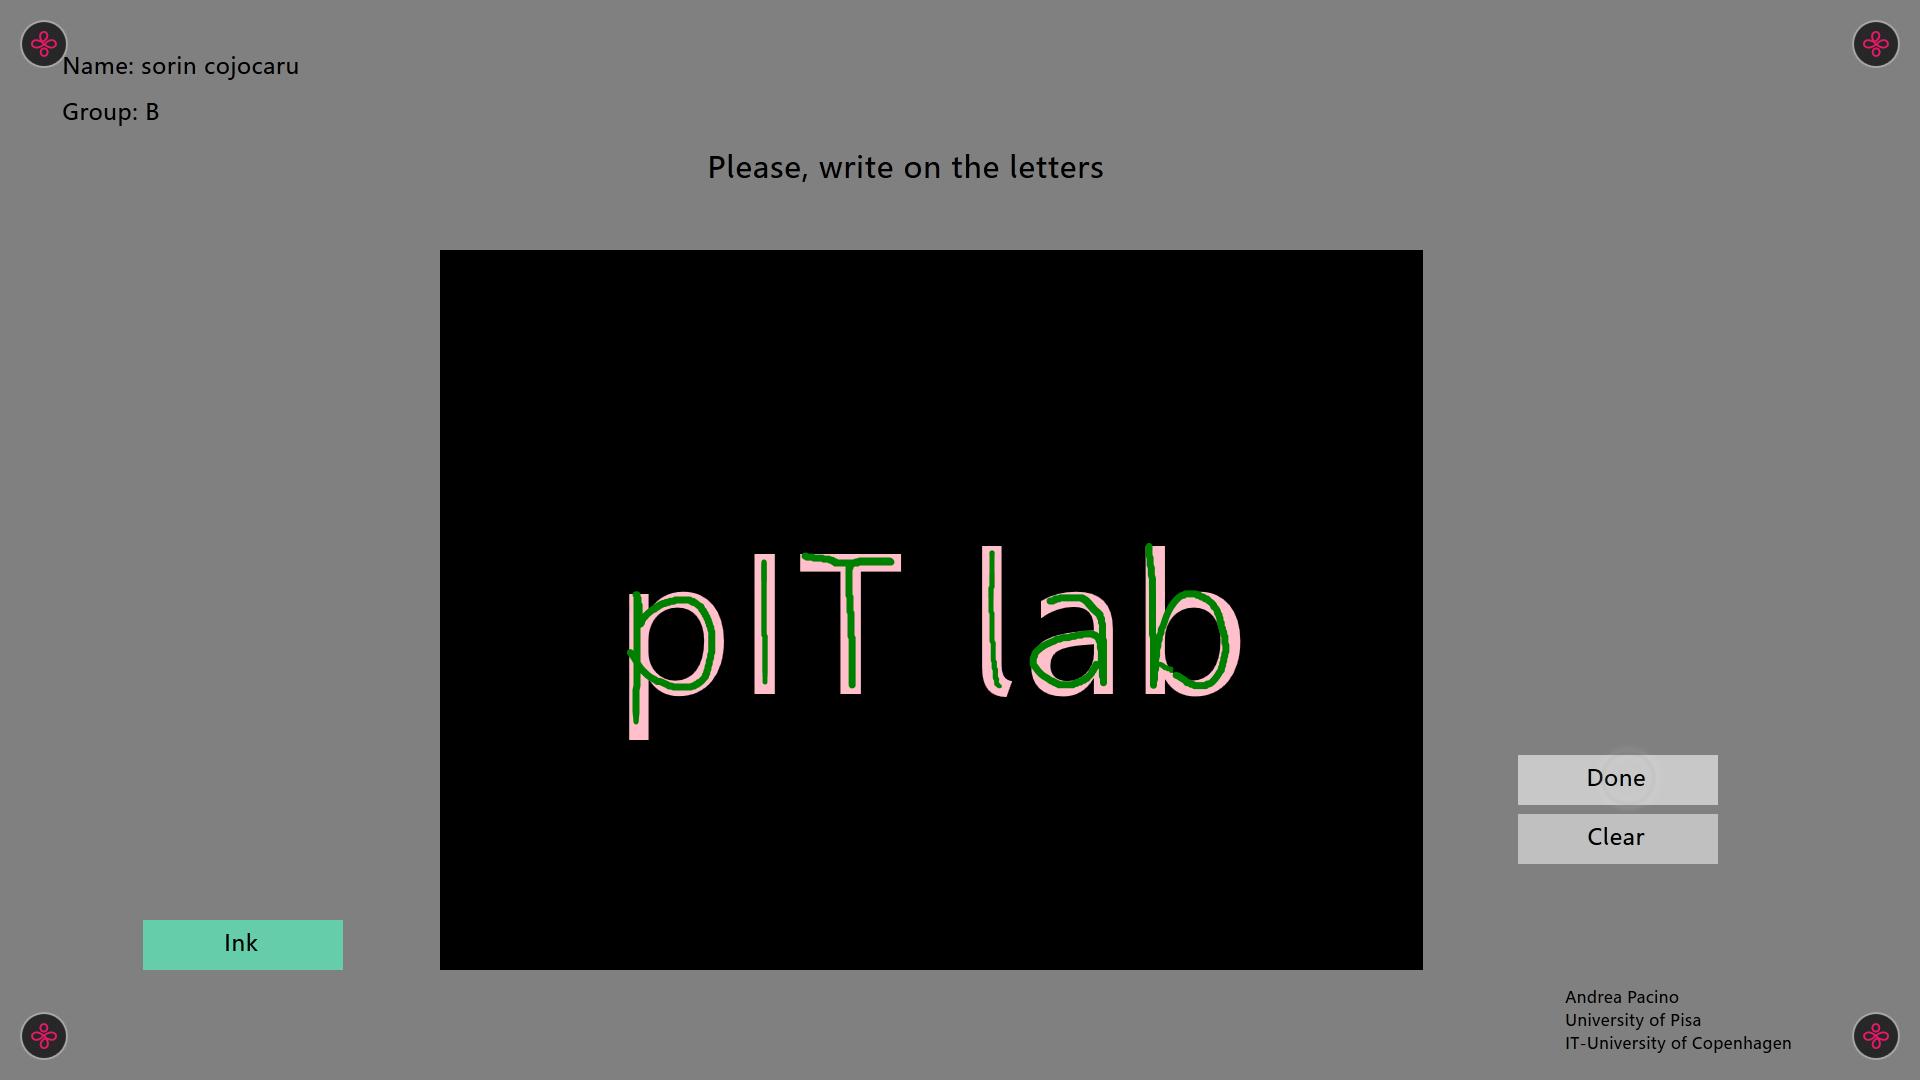 Name: sorin cojocaru
Group: B
Please, write on the letters
pIT lab
Done
Clear
Ink
Andrea Pacino
University of Pisa
IT-University of Copenhagen